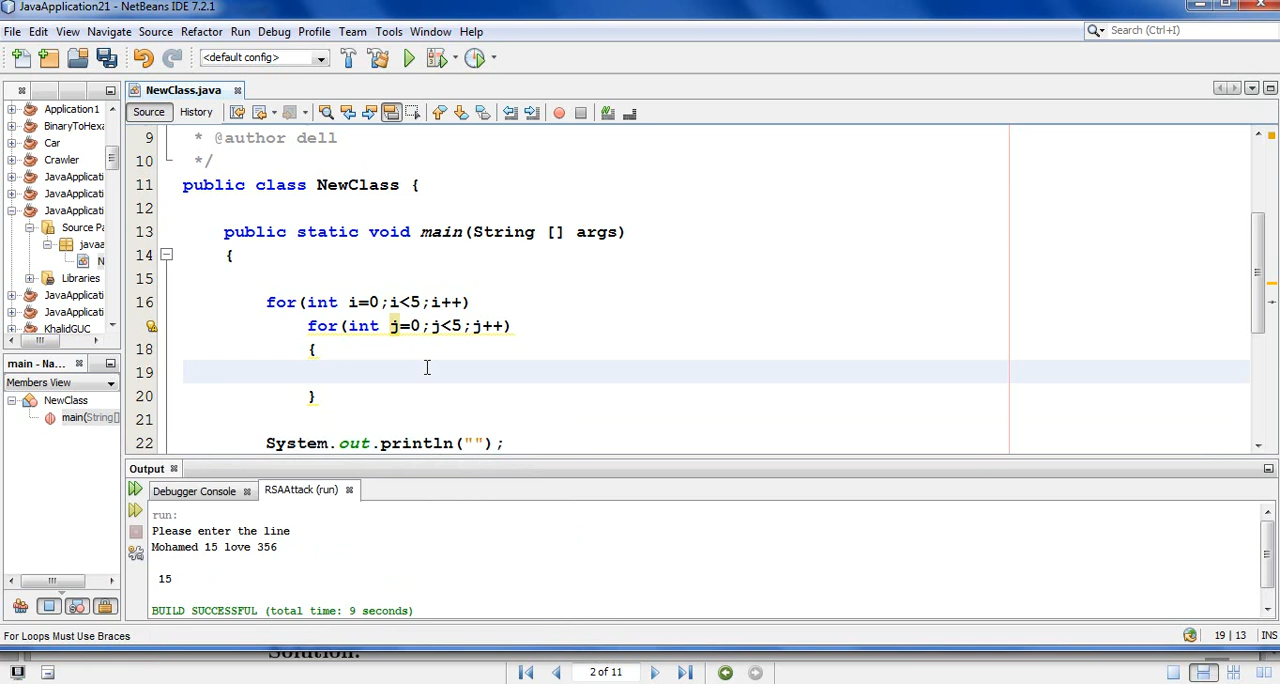 JavaApplication21 - NetBeans IDE 7.2.1
File Edit View Navigate Source Refactor Run Debug Profile Team Tools Window Help
Search (Ctrl+I)
<default config>
NewClass.java
Source History
Application1
BinaryToHexa
Car
Crawler
JavaApplicati
JavaApplicati
JavaApplicati
Source Pa
javaa
N
Libraries
JavaApplicati
JavaApplicati
KhalidGUC
main - Na...
Members View
NewClass
main(String[]
9 * @author dell
10 */
11 public class NewClass {
12
13 public static void main(String [] args)
14 {
15
16 for(int i=0;i<5;i++)
for(int j=0;j<5;j++)
18 {
19
20 }
21
22 System.out.println("");
Output
Debugger Console RSAAttack (run)
run:
Please enter the line
Mohamed 15 love 356
15
BUILD SUCCESSFUL (total time: 9 seconds)
For Loops Must Use Braces
19 | 13 INS
Solution:
2 of 11